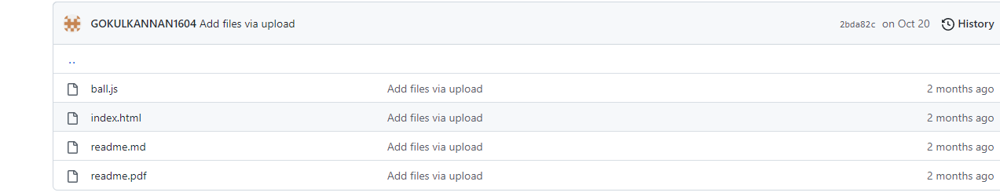 GOKULKANNAN1604 Add files via upload 2bda82c on Oct 20 History
..
ball.js Add files via upload 2 months ago
index.html Add files via upload 2 months ago
readme.md Add files via upload 2 months ago
readme.pdf Add files via upload 2 months ago